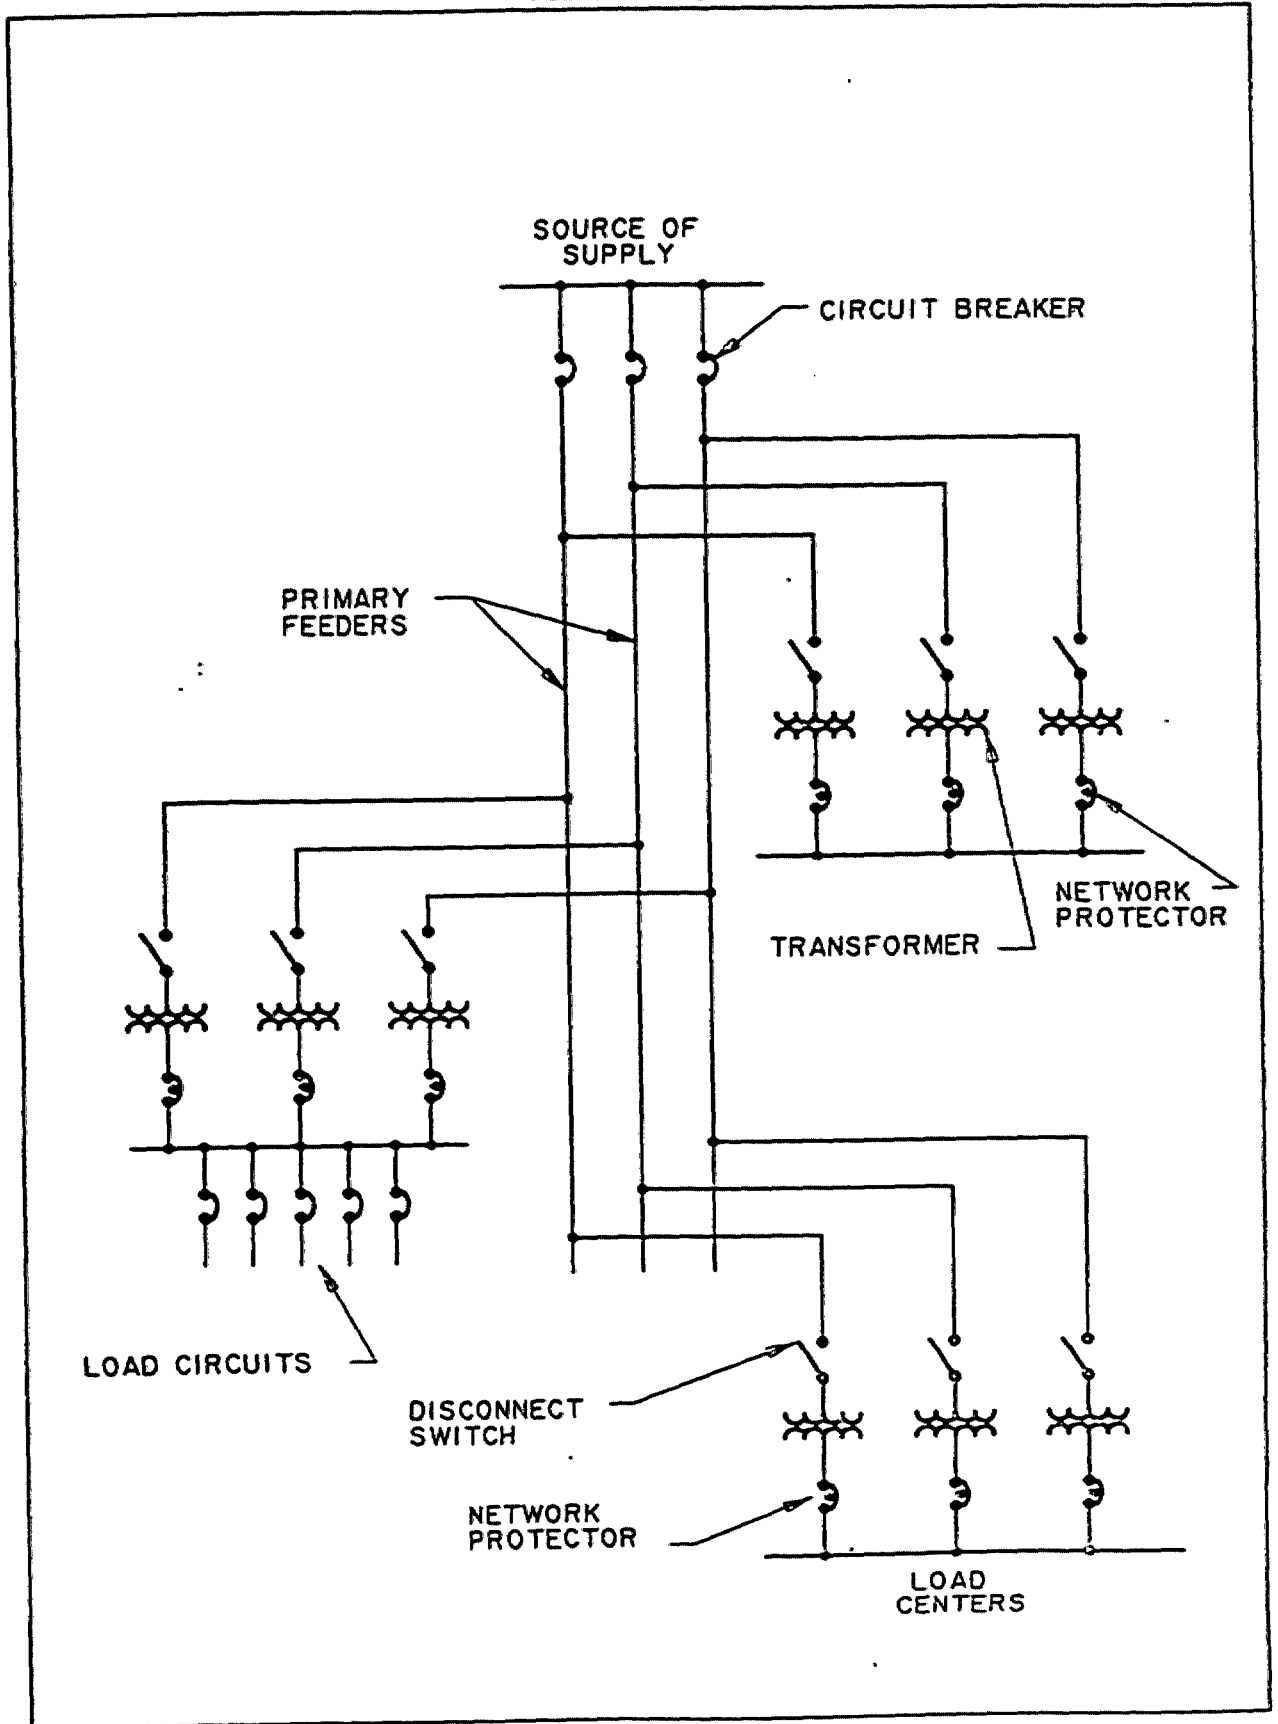 SOURCE OF
SUPPLY
CIRCUIT BREAKER
PRIMARY
FEEDERS
NETWORK
PROTECTOR
TRANSFORMER
LOAD CIRCUITS
DISCONNECT
SWITCH
NETWORK
PROTECTOR
LOAD
CENTERS